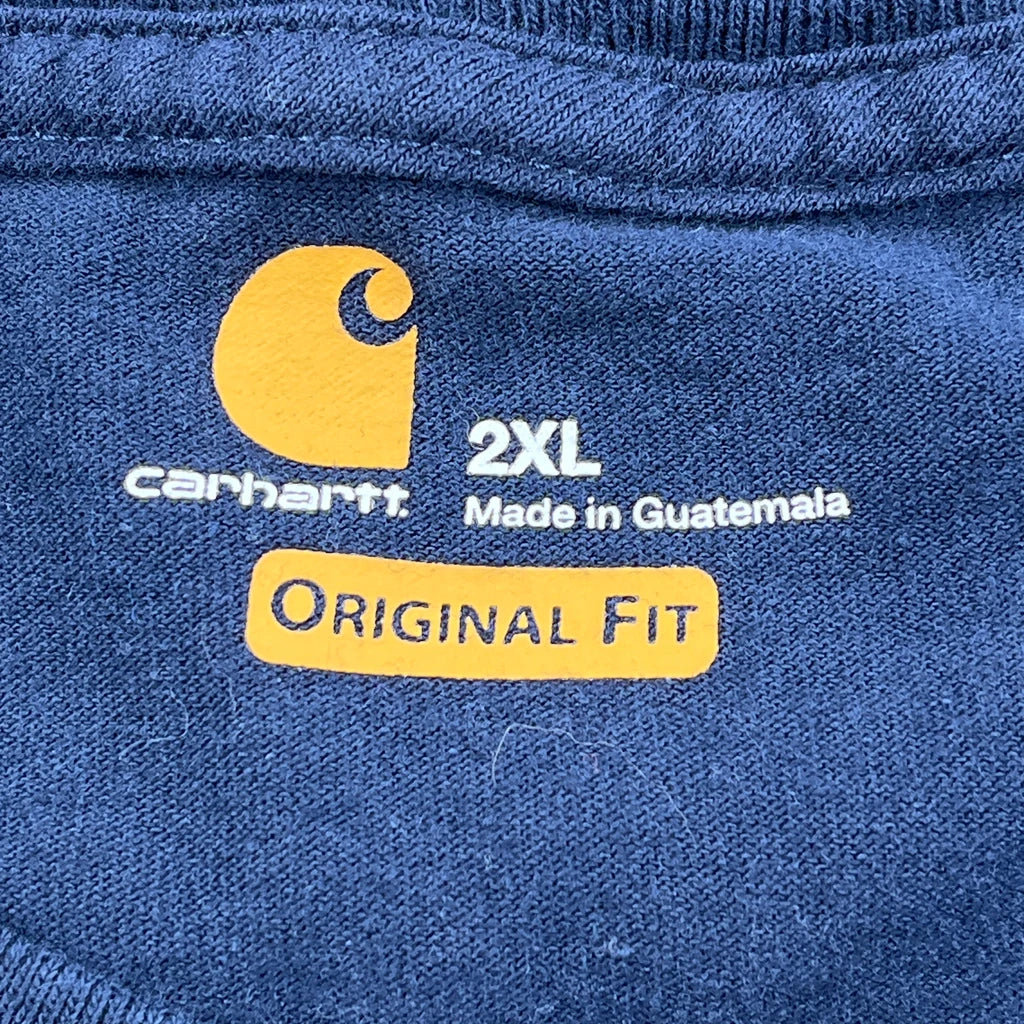 carhartt.
2XL
Made in Guatemala
ORIGINAL FIT